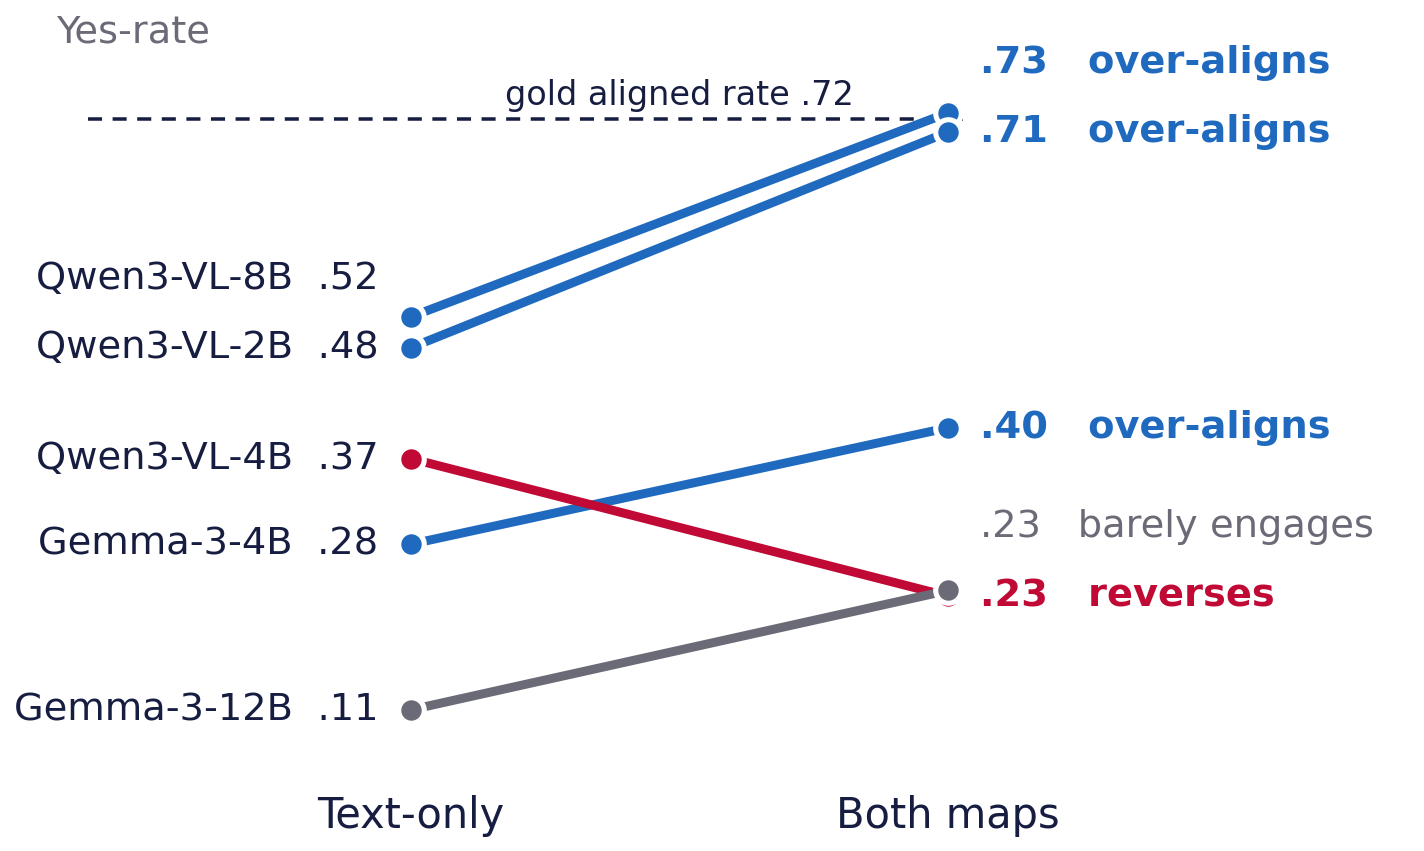 Yes-rate
.73 over-aligns
gold aligned rate .72
.71 over-aligns
Qwen3-VL-8B .52
Qwen3-VL-2B .48
.40 over-aligns
Qwen3-VL-4B .37
.23 barely engages
Gemma-3-4B .28
.23 reverses
Gemma-3-12B .11
Text-only
Both maps